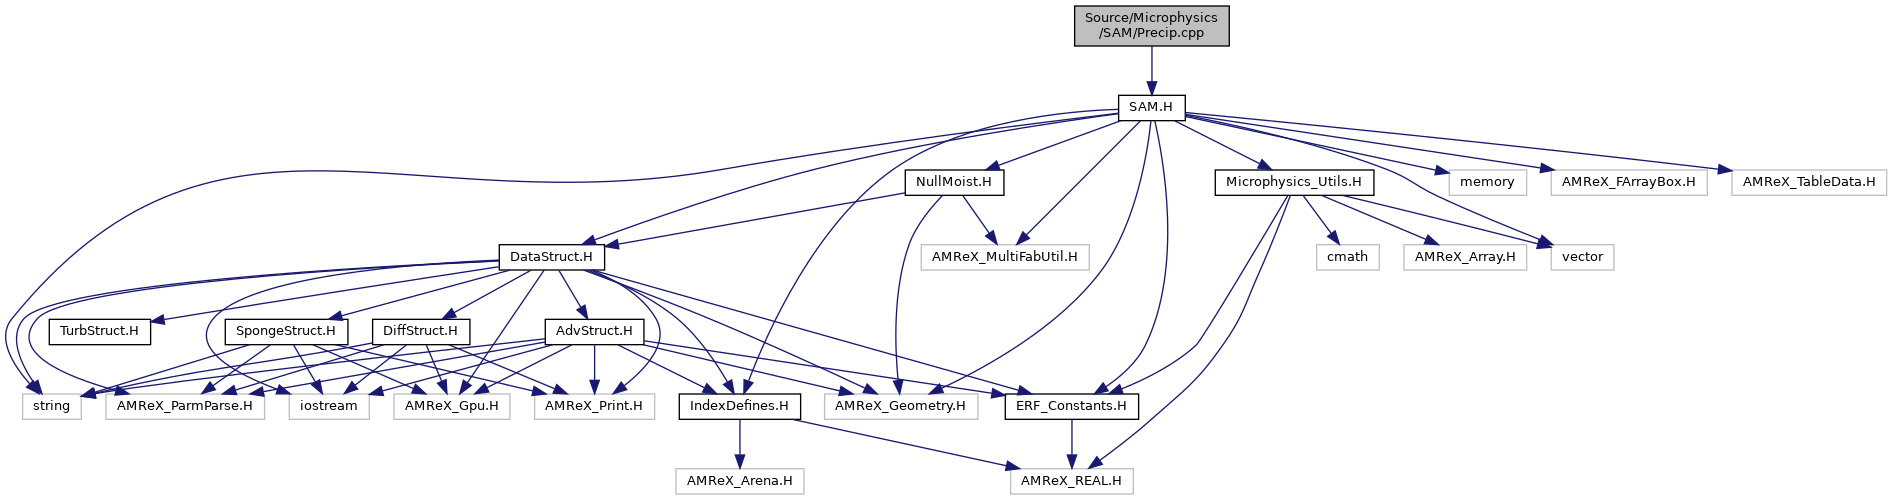 Source/Microphysics
/SAM/Precip.cpp
SAM.H
NullMoist.H
Microphysics_Utils.H
memory
AMReX_FArrayBox.H
AMReX_TableData.H
DataStruct.H
AMReX_MultiFabUtil.H
cmath
AMReX_Array.H
vector
TurbStruct.H
SpongeStruct.H
DiffStruct.H
AdvStruct.H
string
AMReX_ParmParse.H
iostream
AMReX_Gpu.H
AMReX_Print.H
IndexDefines.H
AMReX_Geometry.H
ERF_Constants.H
AMReX_Arena.H
AMReX_REAL.H